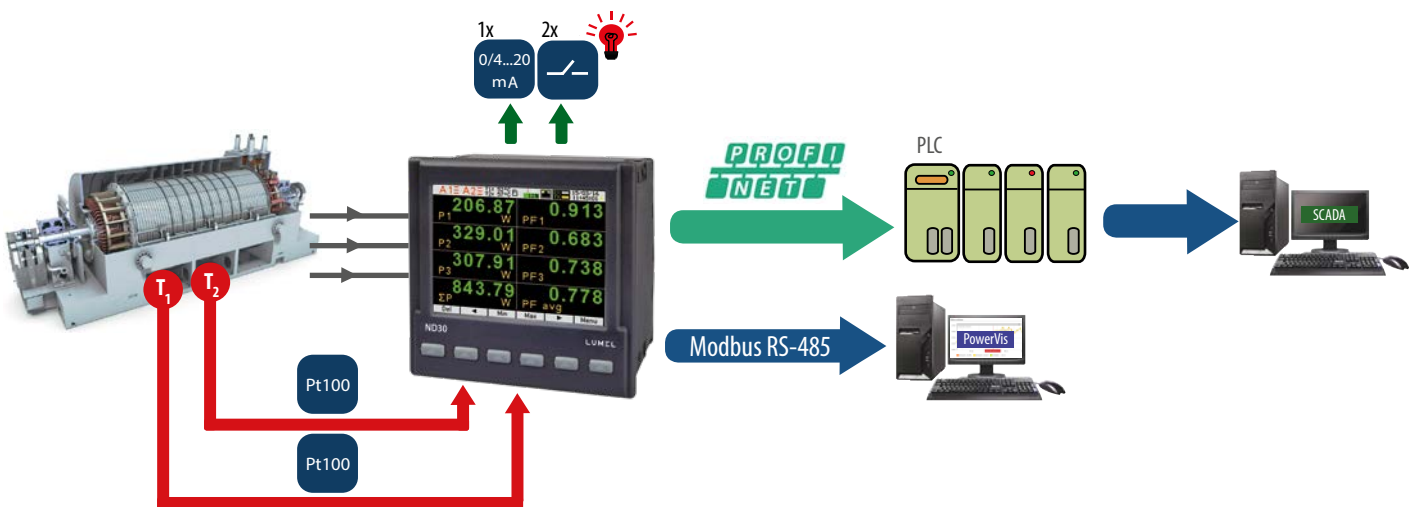 1x
2x
0/4...20
mA
PROFI
NET
PLC
SCADA
A1Ξ A2Ξ
206.87
P1 W
0.913
PF1
329.01
P2 W
0.683
PF2
307.91
P3 W
0.738
PF3
843.79
ΣP W
0.778
PF avg
Del ◄ Min Max ► Menu
ND30
LUMEL
T1
T2
Modbus RS-485
PowerVis
Pt100
Pt100